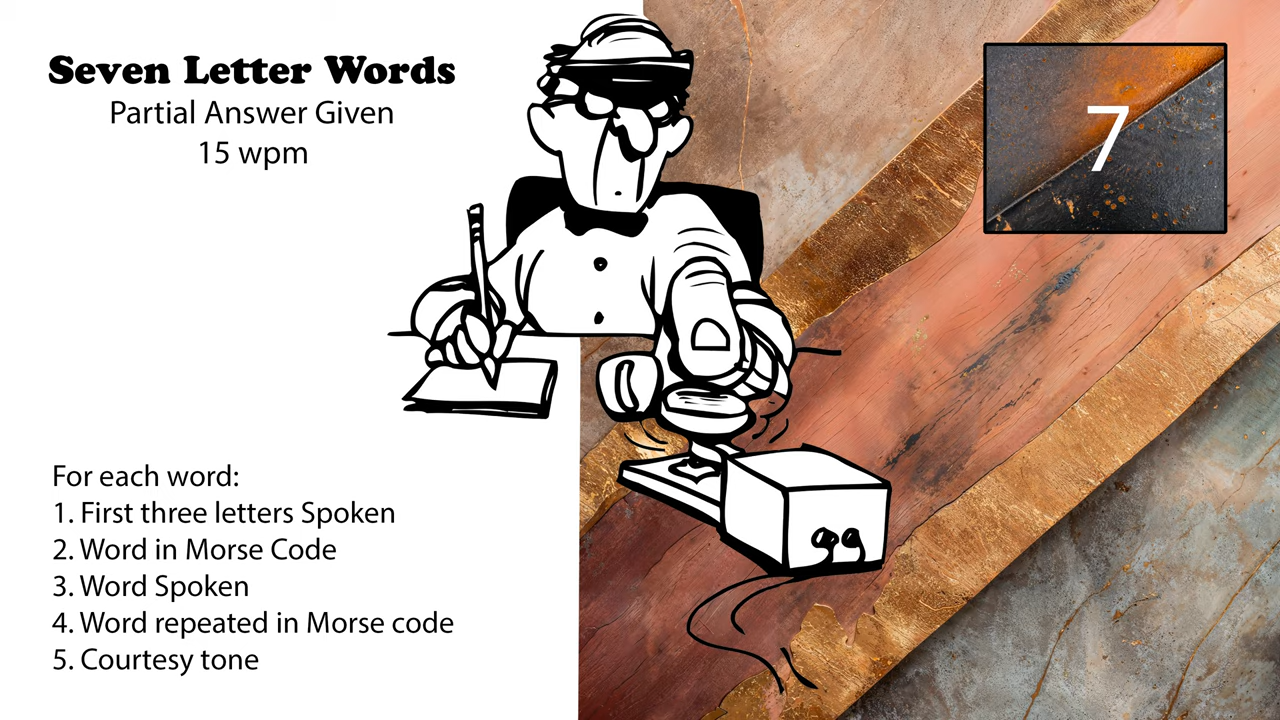 Seven Letter Words
Partial Answer Given
15 wpm
7
For each word:
1. First three letters Spoken
2. Word in Morse Code
3. Word Spoken
4. Word repeated in Morse code
5. Courtesy tone